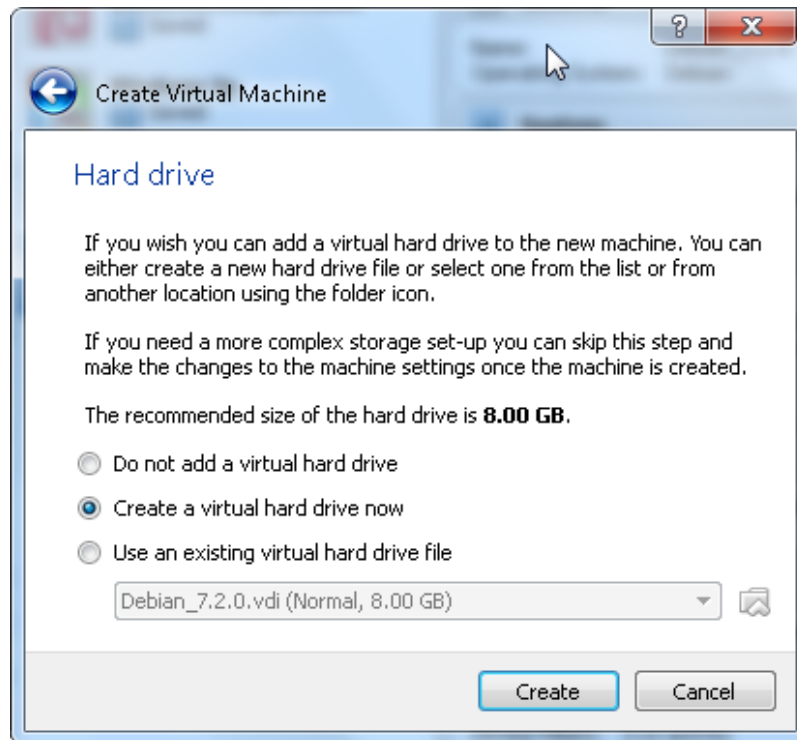 Create Virtual Machine
Hard drive
If you wish you can add a virtual hard drive to the new machine. You can
either create a new hard drive file or select one from the list or from
another location using the folder icon.
If you need a more complex storage set-up you can skip this step and
make the changes to the machine settings once the machine is created.
The recommended size of the hard drive is 8.00 GB.
Do not add a virtual hard drive
Create a virtual hard drive now
Use an existing virtual hard drive file
Debian_7.2.0.vdi (Normal, 8.00 GB)
Create
Cancel